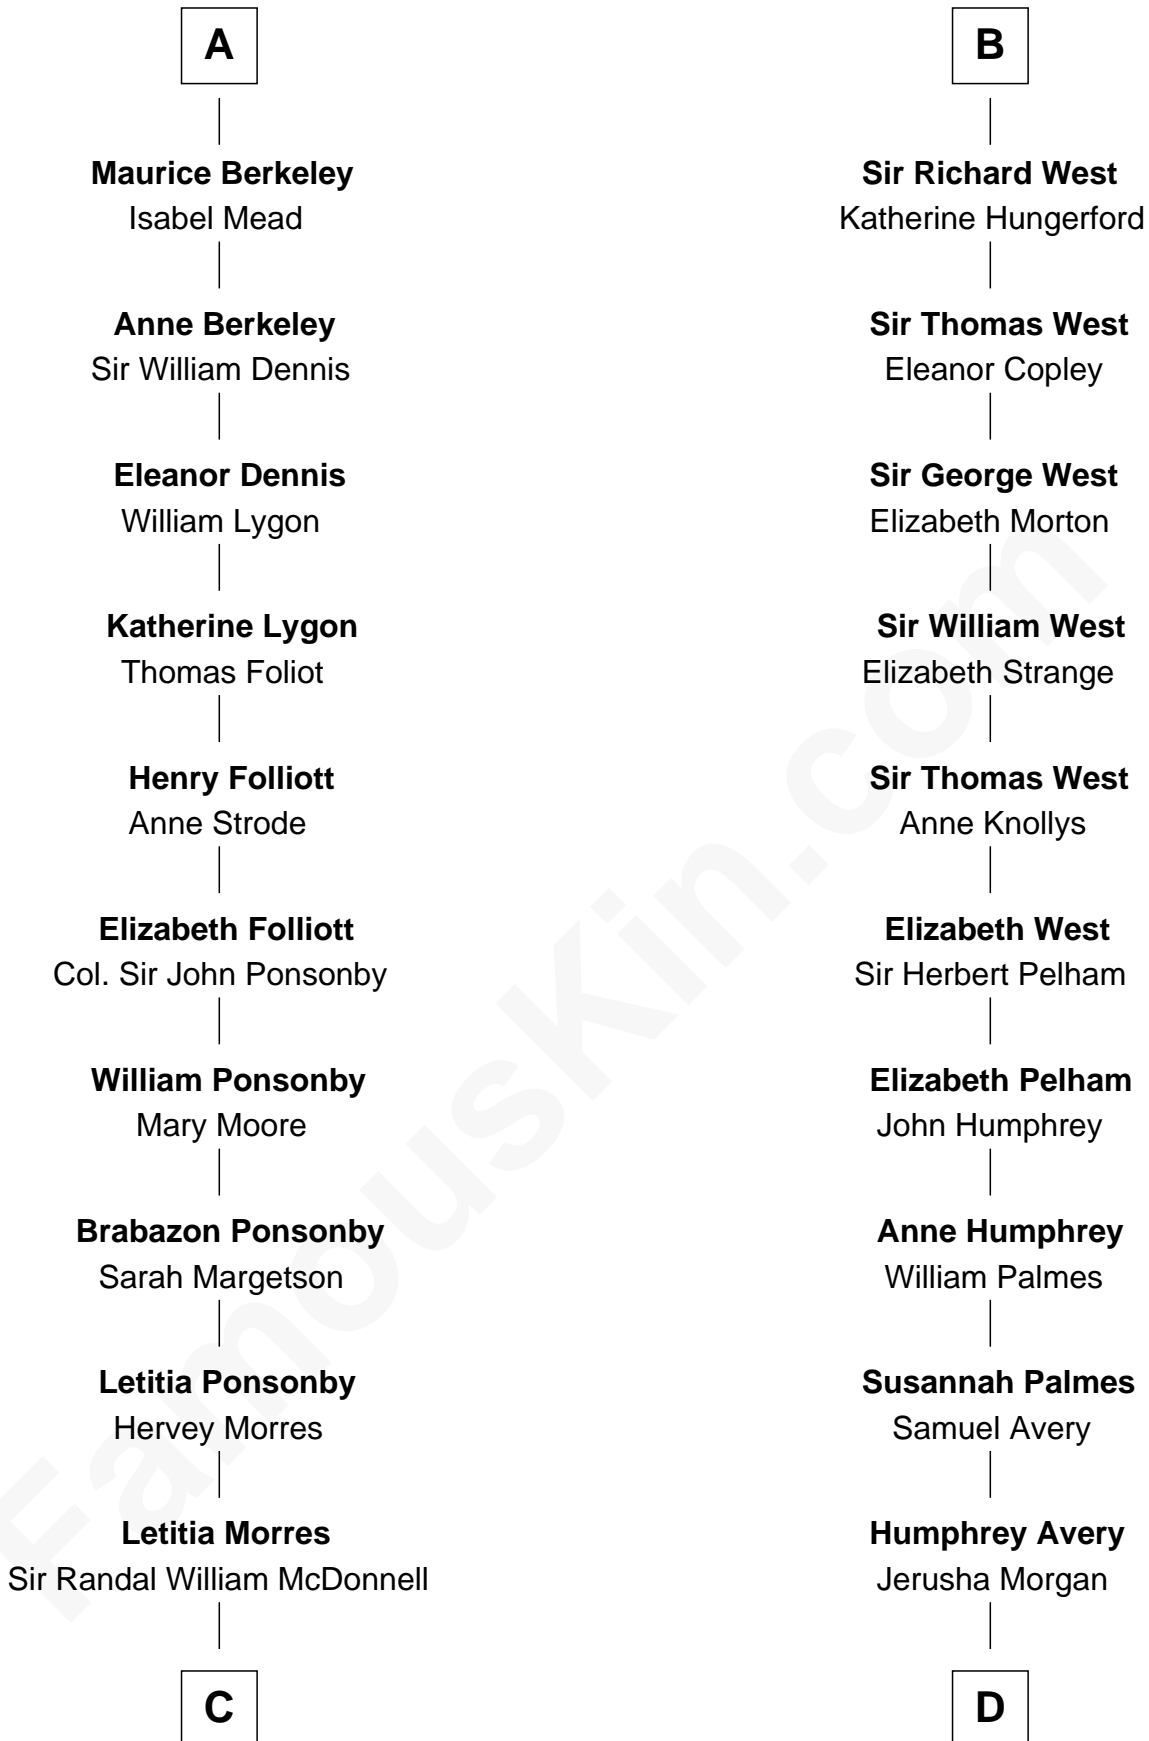 A
Maurice Berkeley
Isabel Mead
Anne Berkeley
Sir William Dennis
Eleanor Dennis
William Lygon
Katherine Lygon
Thomas Foliot
Henry Folliott
Anne Strode
Elizabeth Folliott
Col. Sir John Ponsonby
William Ponsonby
Mary Moore
Brabazon Ponsonby
Sarah Margetson
Letitia Ponsonby
Hervey Morres
Letitia Morres
Sir Randal William McDonnell
C
B
Sir Richard West
Katherine Hungerford
Sir Thomas West
Eleanor Copley
Sir George West
Elizabeth Morton
Sir William West
Elizabeth Strange
Sir Thomas West
Anne Knollys
Elizabeth West
Sir Herbert Pelham
Elizabeth Pelham
John Humphrey
Anne Humphrey
William Palmes
Susannah Palmes
Samuel Avery
Humphrey Avery
Jerusha Morgan
D
FamousKin.com